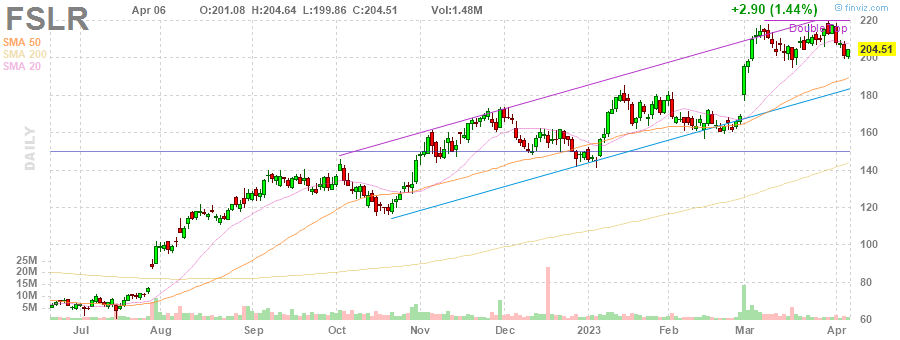 FSLR Apr 06 O:201.08 H:204.64 L:199.86 C:204.51 Vol:1.48M +2.90 (1.44%) © finviz.com
SMA 50
SMA 200
SMA 20
Double Top
DAILY
220
204.51
200
180
160
140
120
100
80
60
25M
20M
15M
10M
5M
Jul Aug Sep Oct Nov Dec 2023 Feb Mar Apr